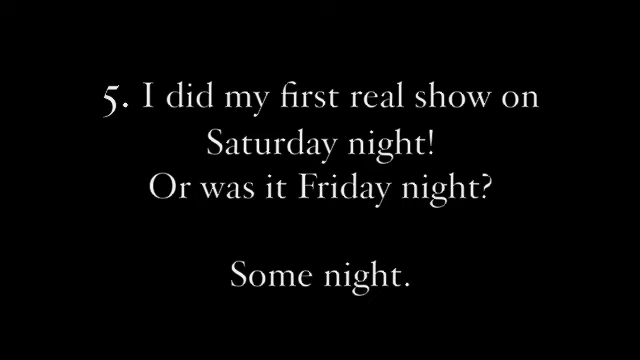 5. I did my first real show on
Saturday night!
Or was it Friday night?
Some night.